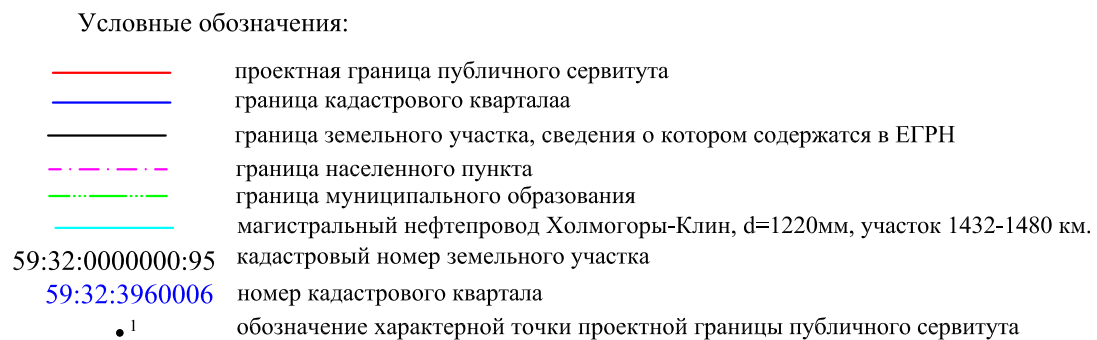 Условные обозначения:
проектная граница публичного сервитута
граница кадастрового кварталаа
граница земельного участка, сведения о котором содержатся в ЕГРН
граница населенного пункта
граница муниципального образования
магистральный нефтепровод Холмогоры-Клин, d=1220мм, участок 1432-1480 км.
59:32:0000000:95 кадастровый номер земельного участка
59:32:3960006 номер кадастрового квартала
1 обозначение характерной точки проектной границы публичного сервитута